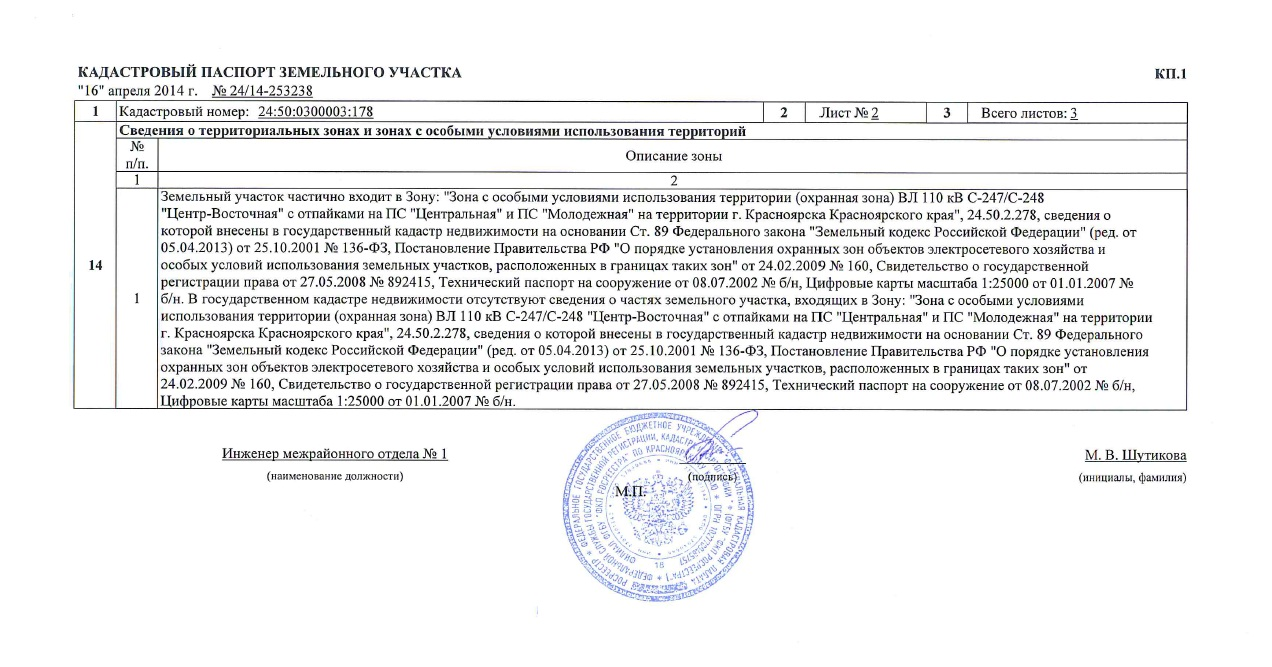 КАДАСТРОВЫЙ ПАСПОРТ ЗЕМЕЛЬНОГО УЧАСТКА КП.1
"16" апреля 2014 г. № 24/14-253238
1 Кадастровый номер: 24:50:0300003:178 2 Лист № 2 3 Всего листов: 3
Сведения о территориальных зонах и зонах с особыми условиями использования территорий
№
п/п.
Описание зоны
1 2
14
1
Земельный участок частично входит в Зону: "Зона с особыми условиями использования территории (охранная зона) ВЛ 110 кВ С-247/С-248
"Центр-Восточная" с отпайками на ПС "Центральная" и ПС "Молодежная" на территории г. Красноярска Красноярского края", 24.50.2.278, сведения о
которой внесены в государственный кадастр недвижимости на основании Ст. 89 Федерального закона "Земельный кодекс Российской Федерации" (ред. от
05.04.2013) от 25.10.2001 № 136-ФЗ, Постановление Правительства РФ "О порядке установления охранных зон объектов электросетевого хозяйства и
особых условий использования земельных участков, расположенных в границах таких зон" от 24.02.2009 № 160, Свидетельство о государственной
регистрации права от 27.05.2008 № 892415, Технический паспорт на сооружение от 08.07.2002 № б/н, Цифровые карты масштаба 1:25000 от 01.01.2007 №
б/н. В государственном кадастре недвижимости отсутствуют сведения о частях земельного участка, входящих в Зону: "Зона с особыми условиями
использования территории (охранная зона) ВЛ 110 кВ С-247/С-248 "Центр-Восточная" с отпайками на ПС "Центральная" и ПС "Молодежная" на территории
г. Красноярска Красноярского края", 24.50.2.278, сведения о которой внесены в государственный кадастр недвижимости на основании Ст. 89 Федерального
закона "Земельный кодекс Российской Федерации" (ред. от 05.04.2013) от 25.10.2001 № 136-ФЗ, Постановление Правительства РФ "О порядке установления
охранных зон объектов электросетевого хозяйства и особых условий использования земельных участков, расположенных в границах таких зон" от
24.02.2009 № 160, Свидетельство о государственной регистрации права от 27.05.2008 № 892415, Технический паспорт на сооружение от 08.07.2002 № б/н,
Цифровые карты масштаба 1:25000 от 01.01.2007 № б/н.
Инженер межрайонного отдела № 1 М. В. Шутикова
(наименование должности) (подпись) (инициалы, фамилия)
М.П.
ФЕДЕРАЛЬНОЕ ГОСУДАРСТВЕННОЕ БЮДЖЕТНОЕ УЧРЕЖДЕНИЕ
18